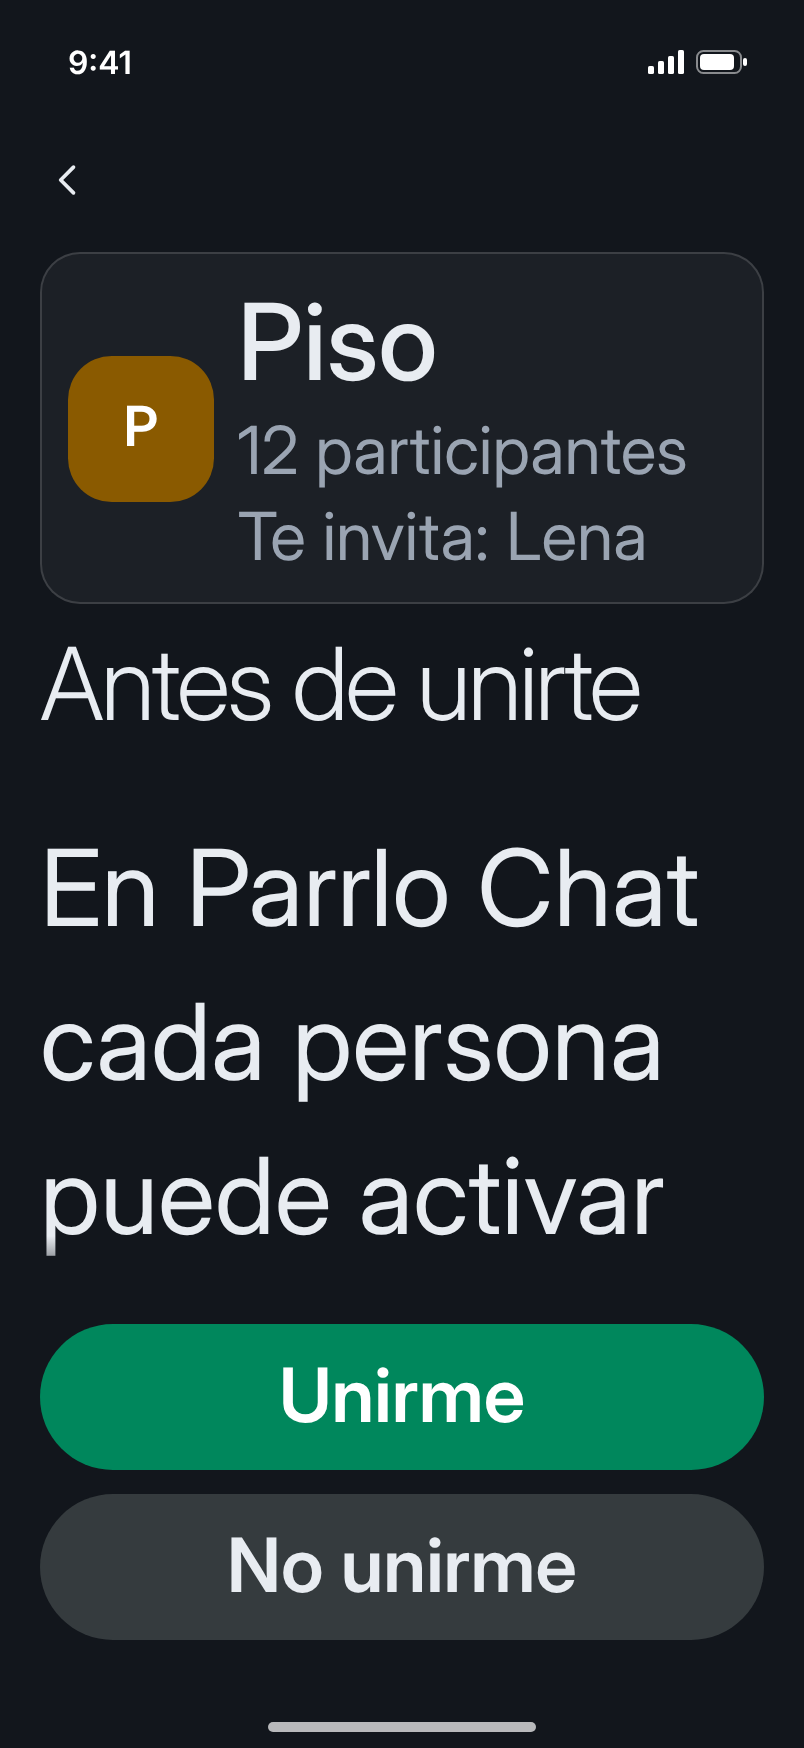 9:41
Piso
P
12 participantes
Te invita: Lena
Antes de unirte
En Parrlo Chat
cada persona
puede activar
Unirme
No unirme